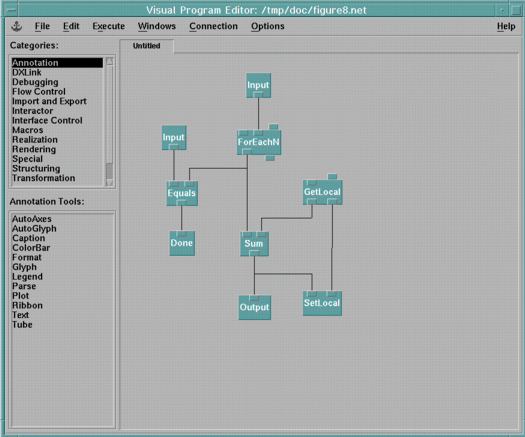 Visual Program Editor: /tmp/doc/figure8.net
File Edit Execute Windows Connection Options Help
Categories:
Annotation
DXLink
Debugging
Flow Control
Import and Export
Interactor
Interface Control
Macros
Realization
Rendering
Special
Structuring
Transformation
Annotation Tools:
AutoAxes
AutoGlyph
Caption
ColorBar
Format
Glyph
Legend
Parse
Plot
Ribbon
Text
Tube
Untitled
Input
Input
ForEachN
Equals
GetLocal
Done
Sum
Output
SetLocal